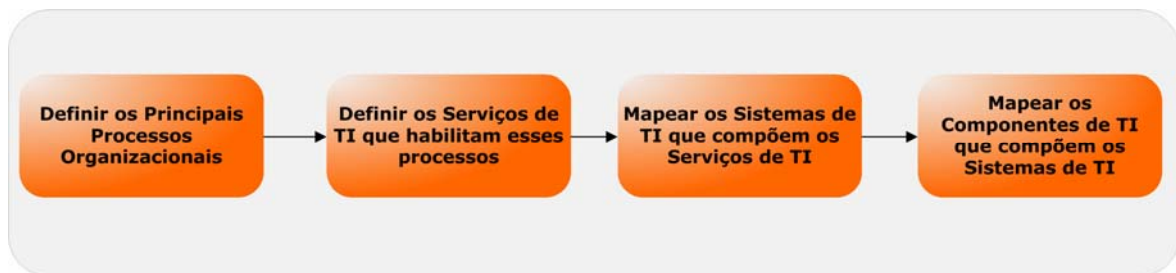 Definir os Principais
Processos
Organizacionais
Definir os Serviços de
TI que habilitam esses
processos
Mapear os Sistemas de
TI que compõem os
Serviços de TI
Mapear os
Componentes de TI
que compõem os
Sistemas de TI